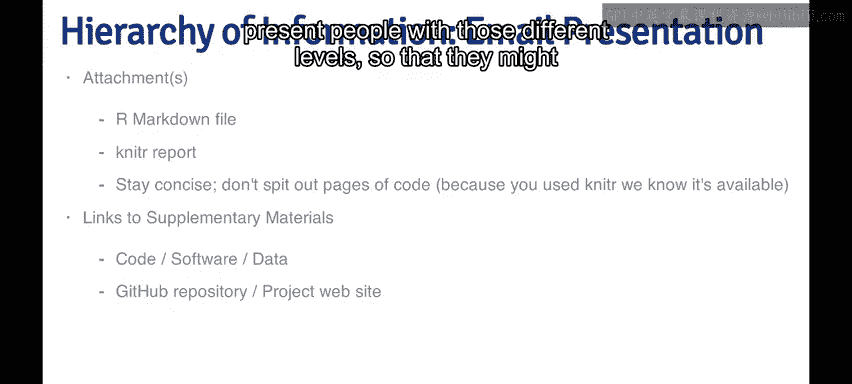 Hierarchy of Information: Email Presentation
present people with those different
levels, so that they might
· Attachment(s)
- R Markdown file
- knitr report
- Stay concise; don't spit out pages of code (because you used knitr we know it's available)
· Links to Supplementary Materials
- Code / Software / Data
- GitHub repository / Project web site